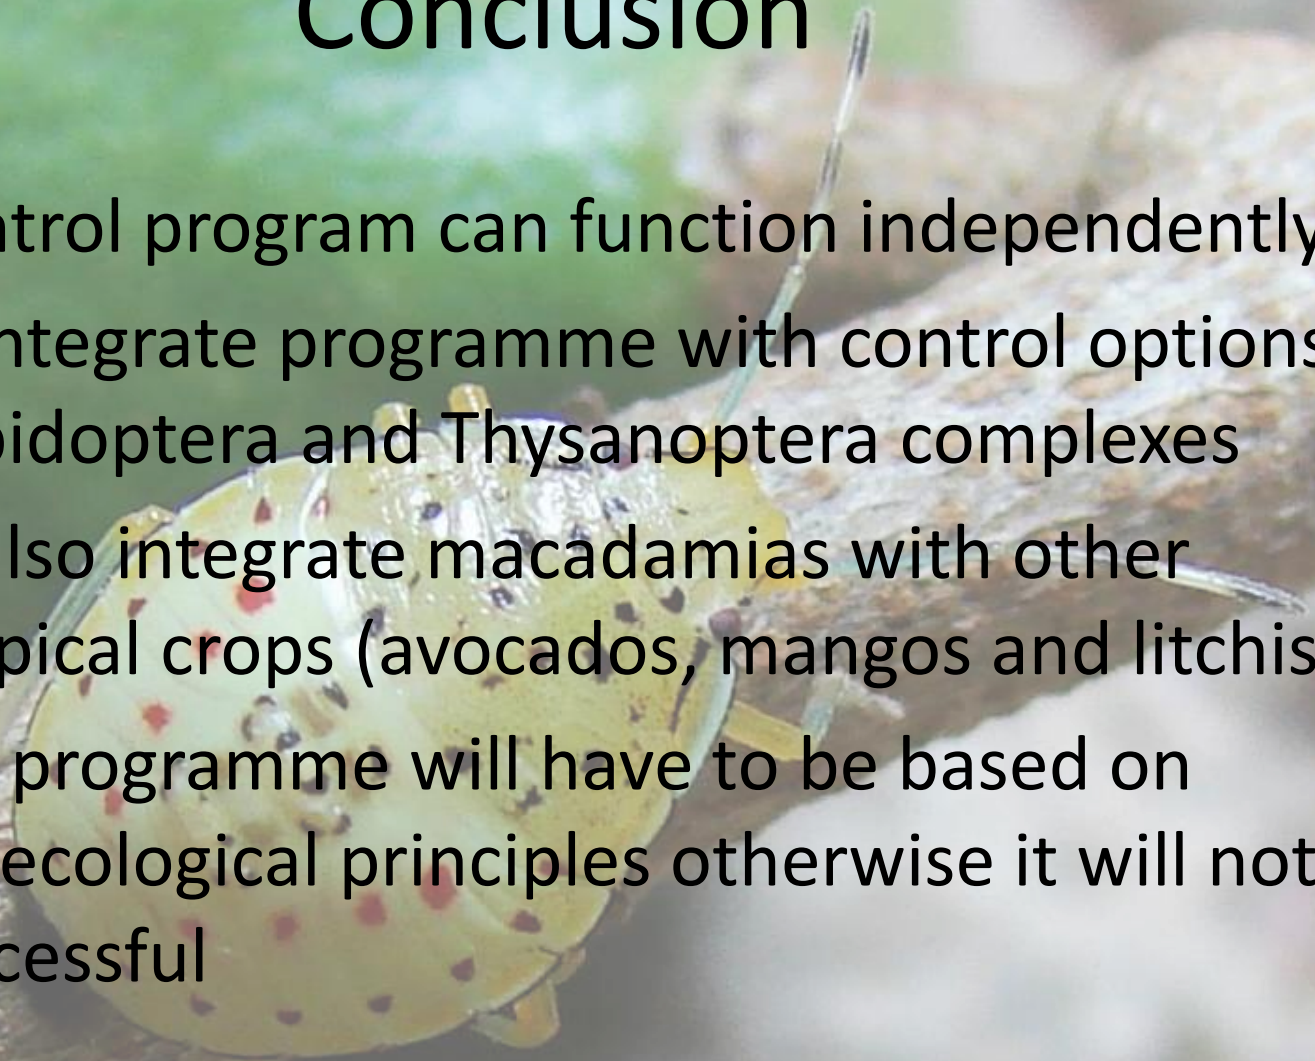 Conclusion
ntrol program can function independently
ntegrate programme with control options
pidoptera and Thysanoptera complexes
lso integrate macadamias with other
pical crops (avocados, mangos and litchis
programme will have to be based on
ecological principles otherwise it will not
cessful